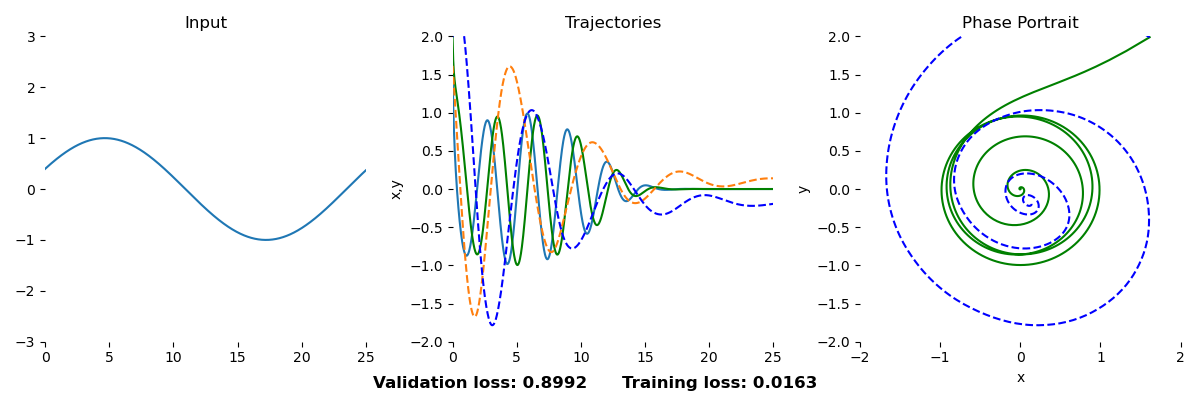 Input
Trajectories
Phase Portrait
3
2
1
0
−1
−2
−3
0 5 10 15 20 25
x,y
2.0
1.5
1.0
0.5
0.0
−0.5
−1.0
−1.5
−2.0
0 5 10 15 20 25
y
2.0
1.5
1.0
0.5
0.0
−0.5
−1.0
−1.5
−2.0
−2 −1 0 1 2
x
Validation loss: 0.8992 Training loss: 0.0163